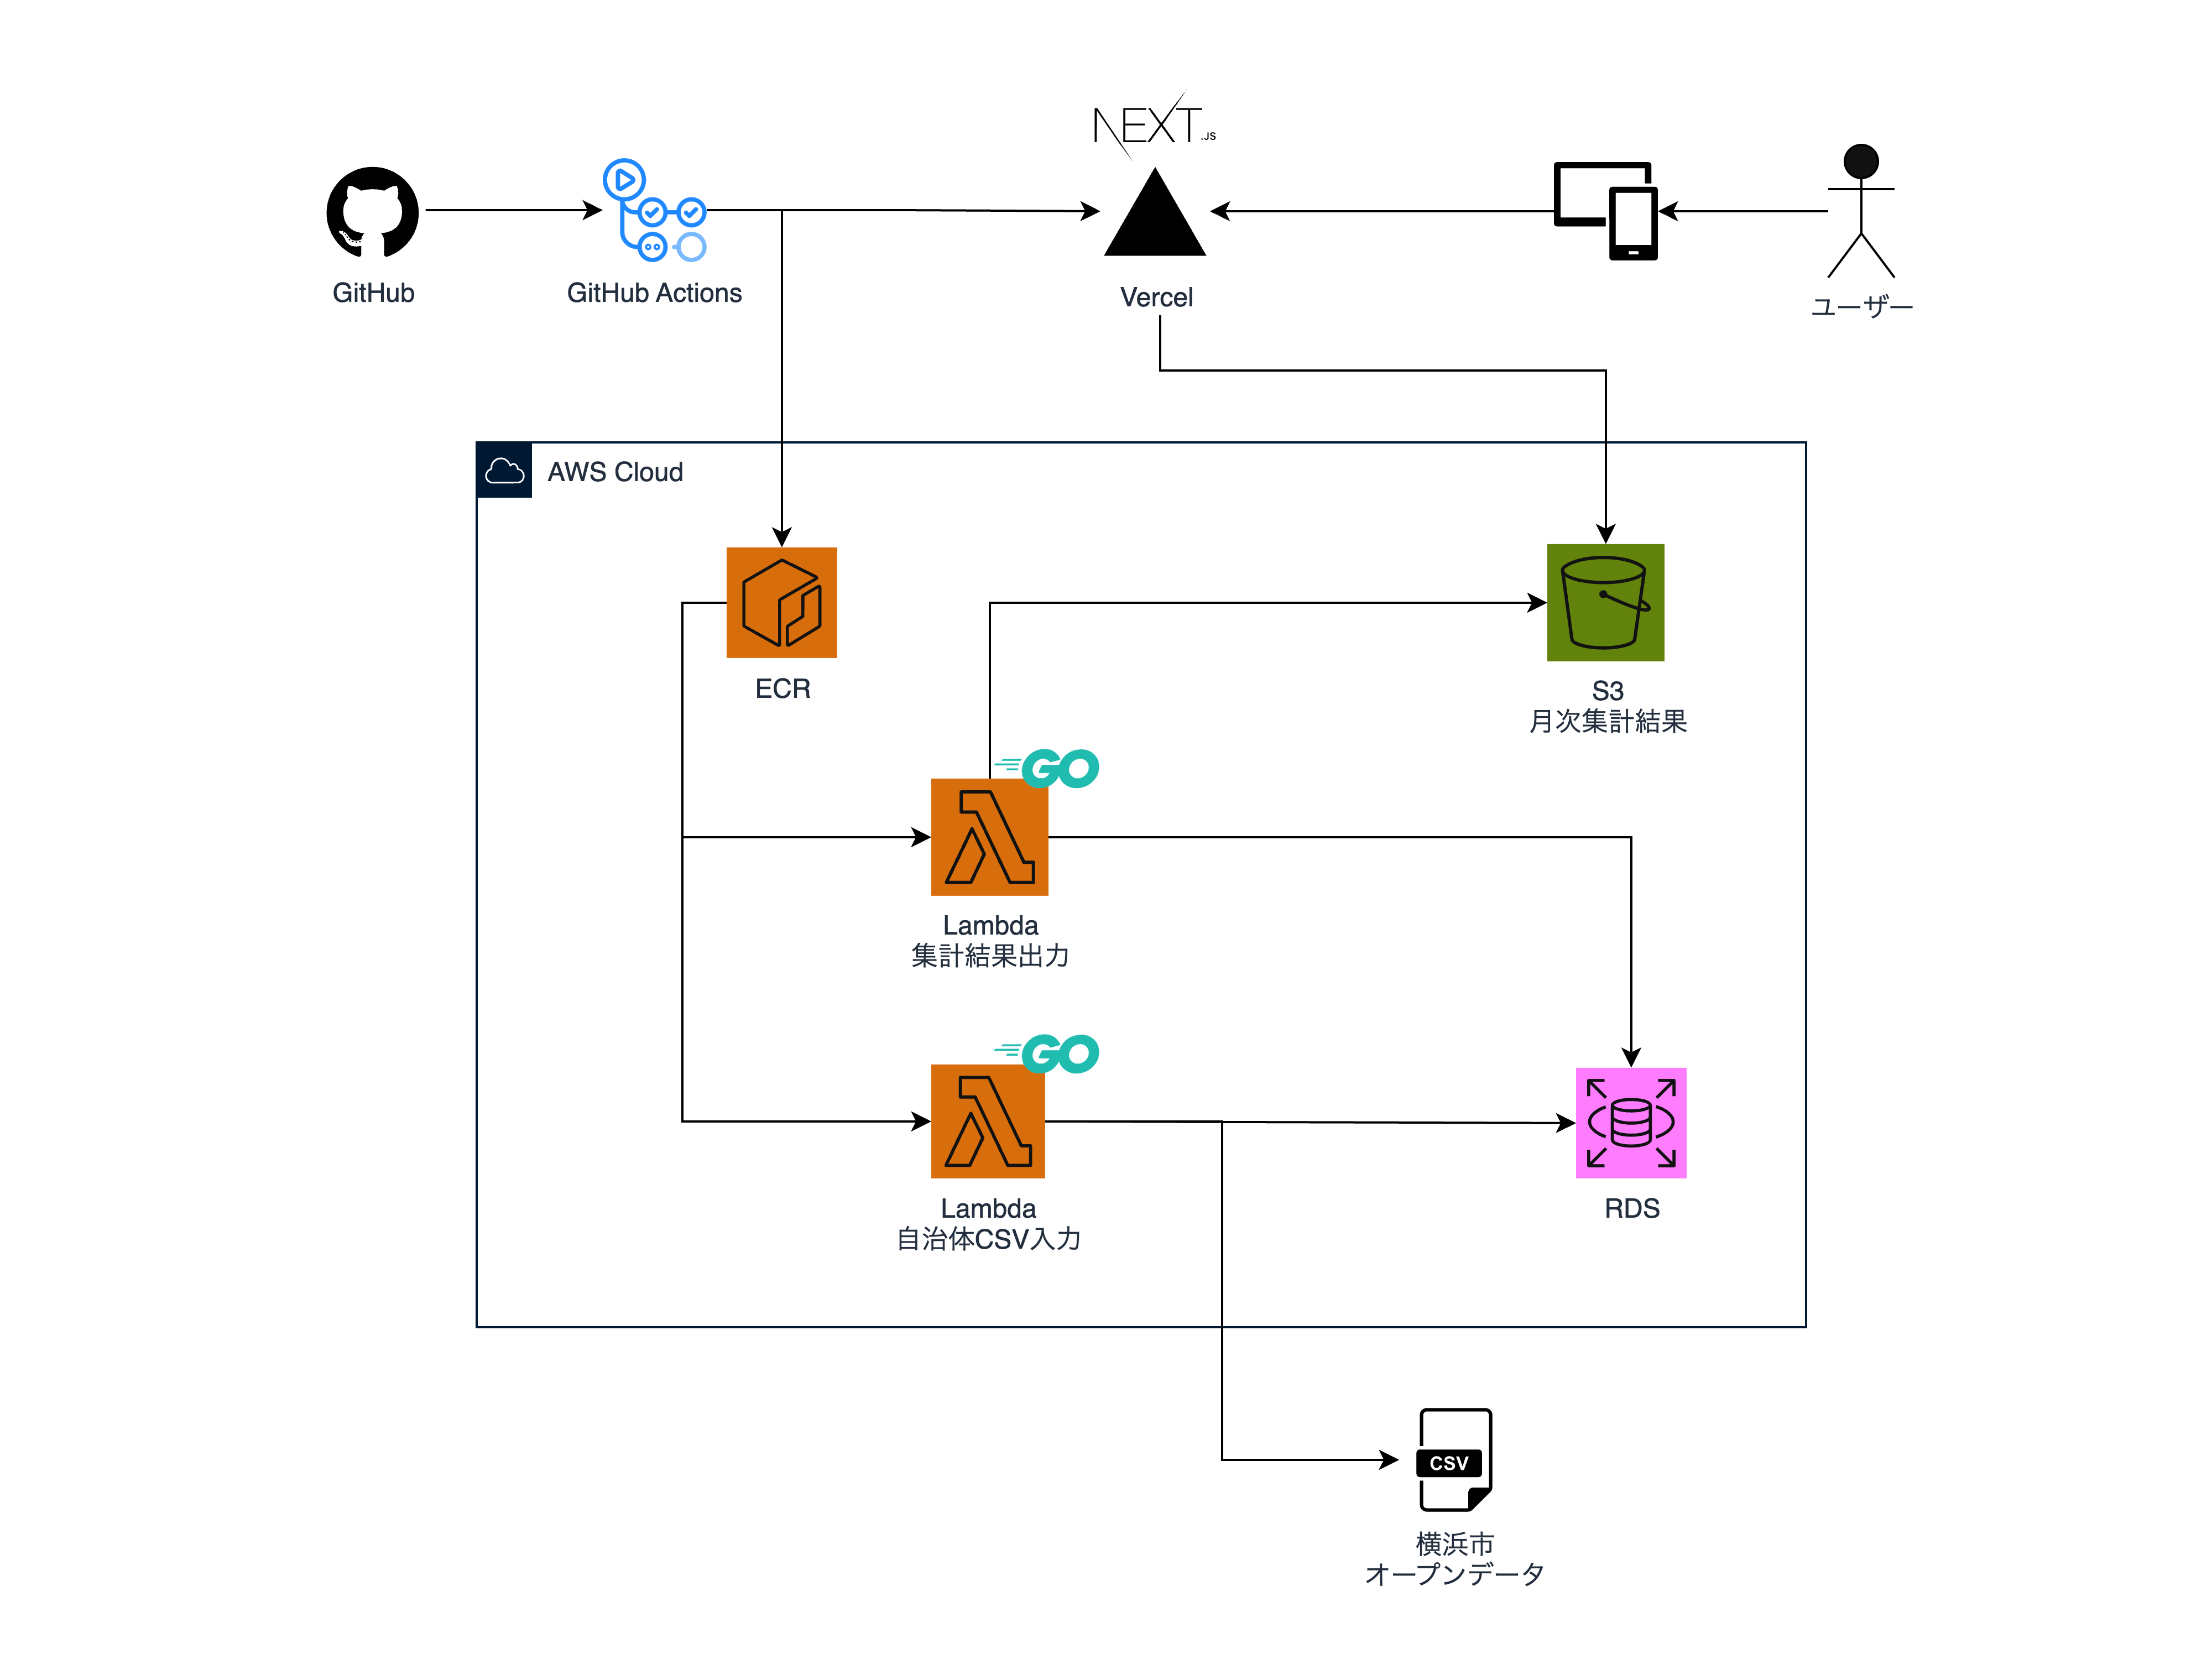 NEXT.JS
GitHub
GitHub Actions
Vercel
ユーザー
AWS Cloud
ECR
S3
月次集計結果
GO
Lambda
集計結果出力
GO
Lambda
自治体CSV入力
RDS
CSV
横浜市
オープンデータ